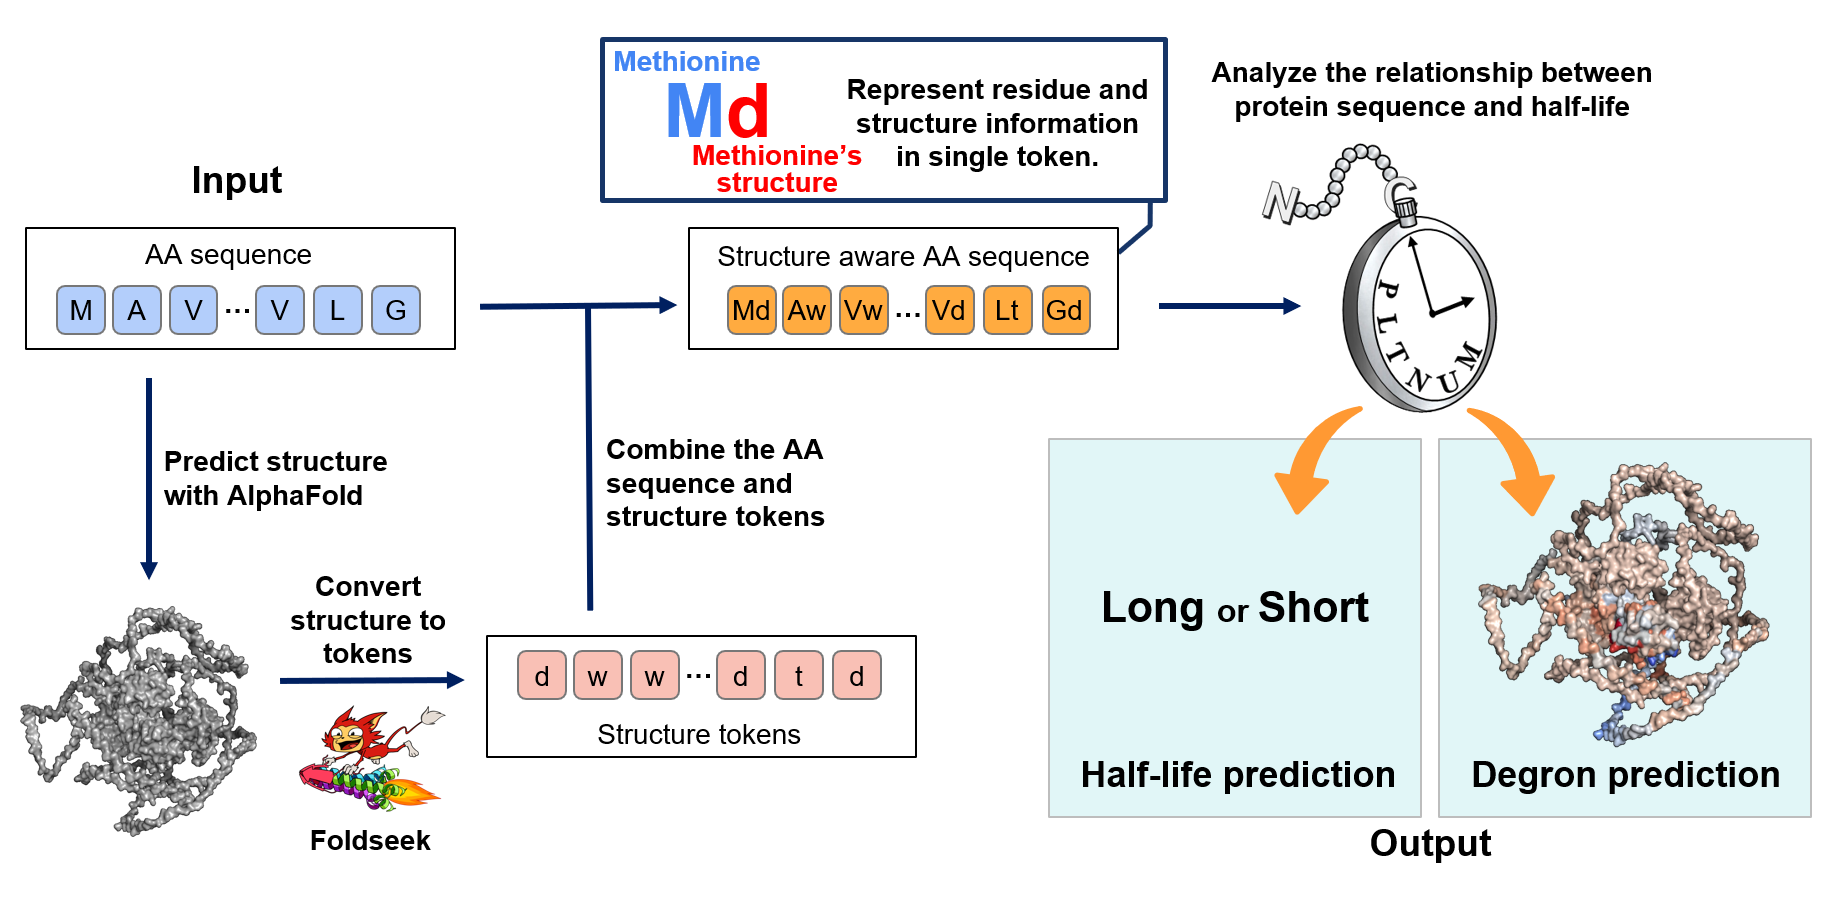 Input
AA sequence
M A V ... V L G
Predict structure
with AlphaFold
Convert
structure to
tokens
Foldseek
d w w ... d t d
Structure tokens
Combine the AA
sequence and
structure tokens
Methionine
Md
Methionine's
structure
Represent residue and
structure information
in single token.
Structure aware AA sequence
Md Aw Vw ... Vd Lt Gd
Analyze the relationship between
protein sequence and half-life
N C
PLTNUM
Long or Short
Half-life prediction
Degron prediction
Output